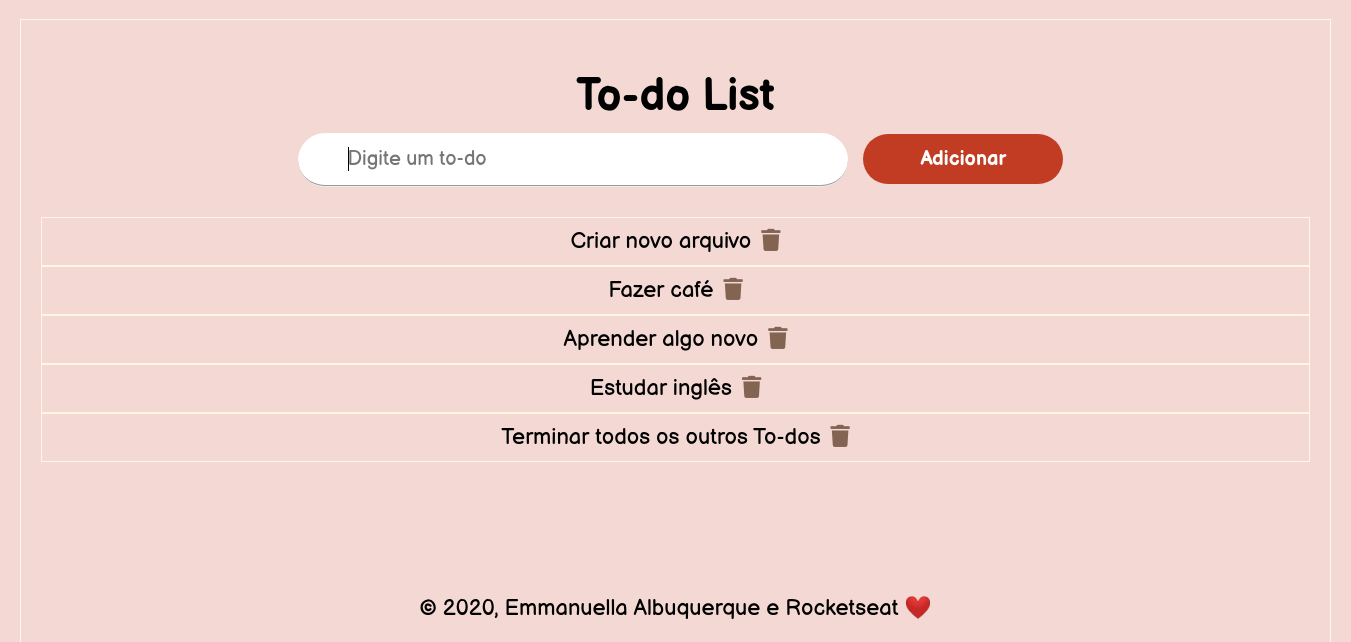 To-do List
Digite um to-do
Adicionar
Criar novo arquivo
Fazer café
Aprender algo novo
Estudar inglês
Terminar todos os outros To-dos
© 2020, Emmanuella Albuquerque e Rocketseat ❤️